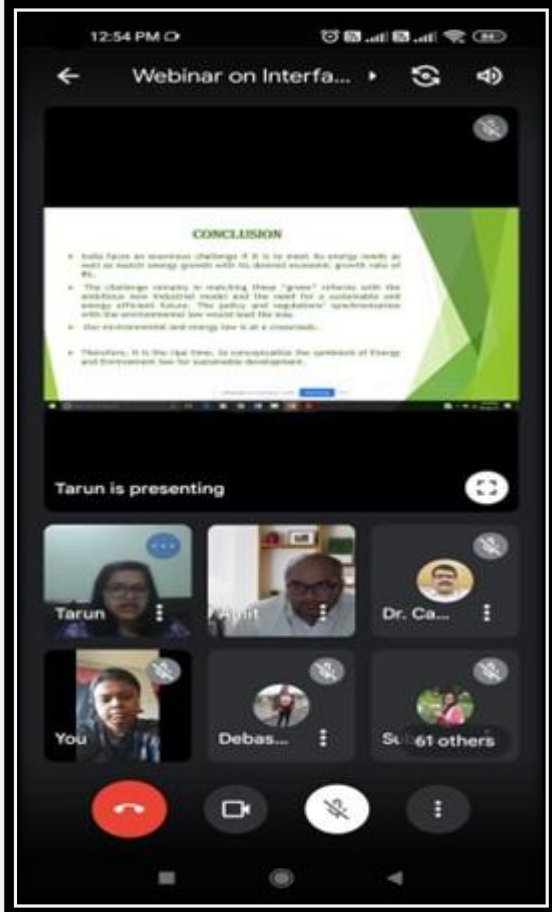 12:54 PM
84
Webinar on Interfa...
CONCLUSION
India faces an enormous challenge if it is to meet its energy needs as
well as match energy growth with its desired economic growth rate of
8%.
The challenge remains in matching these "green" reforms with the
ambitious new industrial model and the need for a sustainable and
energy efficient future. The policy and regulations' synchronization
with the environmental law would lead the way.
Our environmental and energy law is at a crossroads.
Therefore, it is the ripe time, to conceptualize the symbiosis of Energy
and Environment law for sustainable development.
Tarun is presenting
Tarun
Amit
Dr. Ca...
You
Debas...
61 others